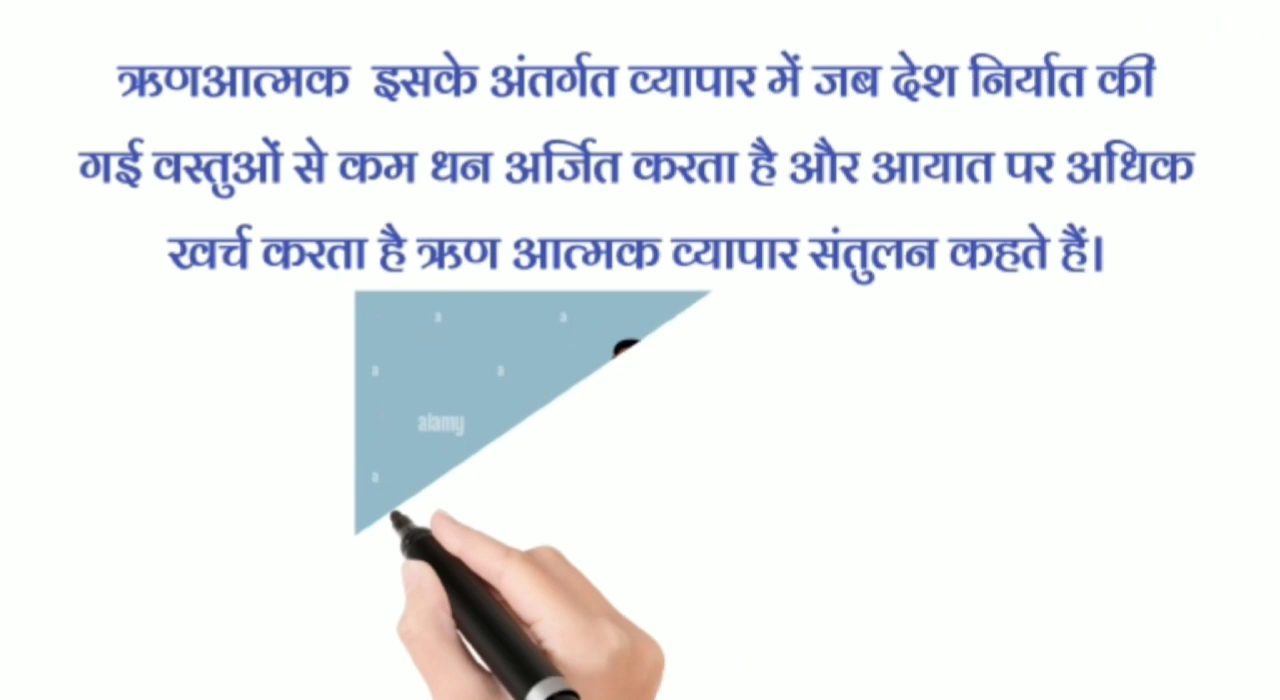 ऋणआत्मक इसके अंतर्गत व्यापार में जब देश निर्यात की
गई वस्तुओं से कम धन अर्जित करता है और आयात पर अधिक
खर्च करता है ऋण आत्मक व्यापार संतुलन कहते हैं।
a a
a a
alamy
a